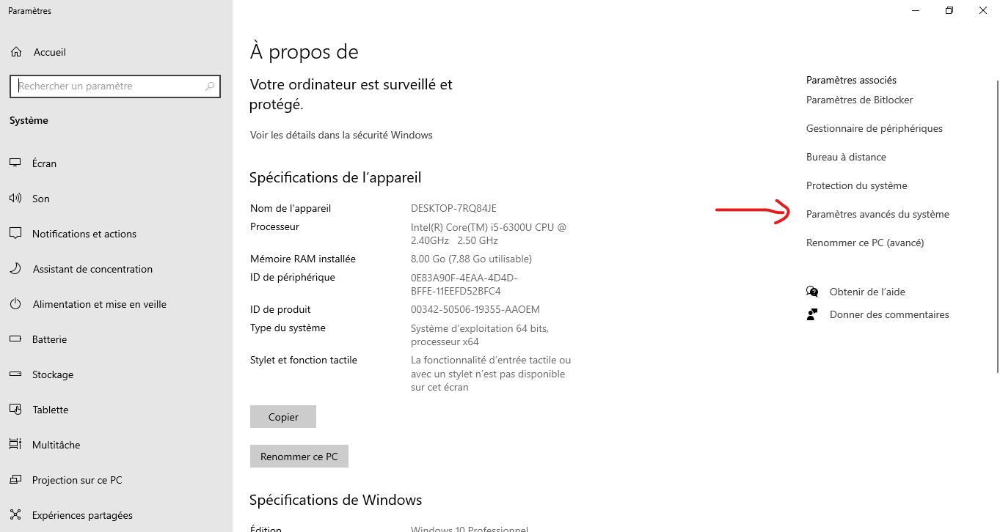 Paramètres
Accueil
Rechercher un paramètre
Système
Écran
Son
Notifications et actions
Assistant de concentration
Alimentation et mise en veille
Batterie
Stockage
Tablette
Multitâche
Projection sur ce PC
Expériences partagées
À propos de
Votre ordinateur est surveillé et
protégé.
Voir les détails dans la sécurité Windows
Spécifications de l’appareil
Nom de l'appareil DESKTOP-7RQ84JE
Processeur Intel(R) Core(TM) i5-6300U CPU @
2.40GHz 2.50 GHz
Mémoire RAM installée 8,00 Go (7,88 Go utilisable)
ID de périphérique 0E83A90F-4EAA-4D4D-
BFFE-11EEFD52BFC4
ID de produit 00342-50506-19355-AAOEM
Type du système Système d’exploitation 64 bits,
processeur x64
Stylet et fonction tactile La fonctionnalité d’entrée tactile ou
avec un stylet n’est pas disponible
sur cet écran
Copier
Renommer ce PC
Spécifications de Windows
Édition Windows 10 Professionnel
Paramètres associés
Paramètres de Bitlocker
Gestionnaire de périphériques
Bureau à distance
Protection du système
Paramètres avancés du système
Renommer ce PC (avancé)
Obtenir de l’aide
Donner des commentaires